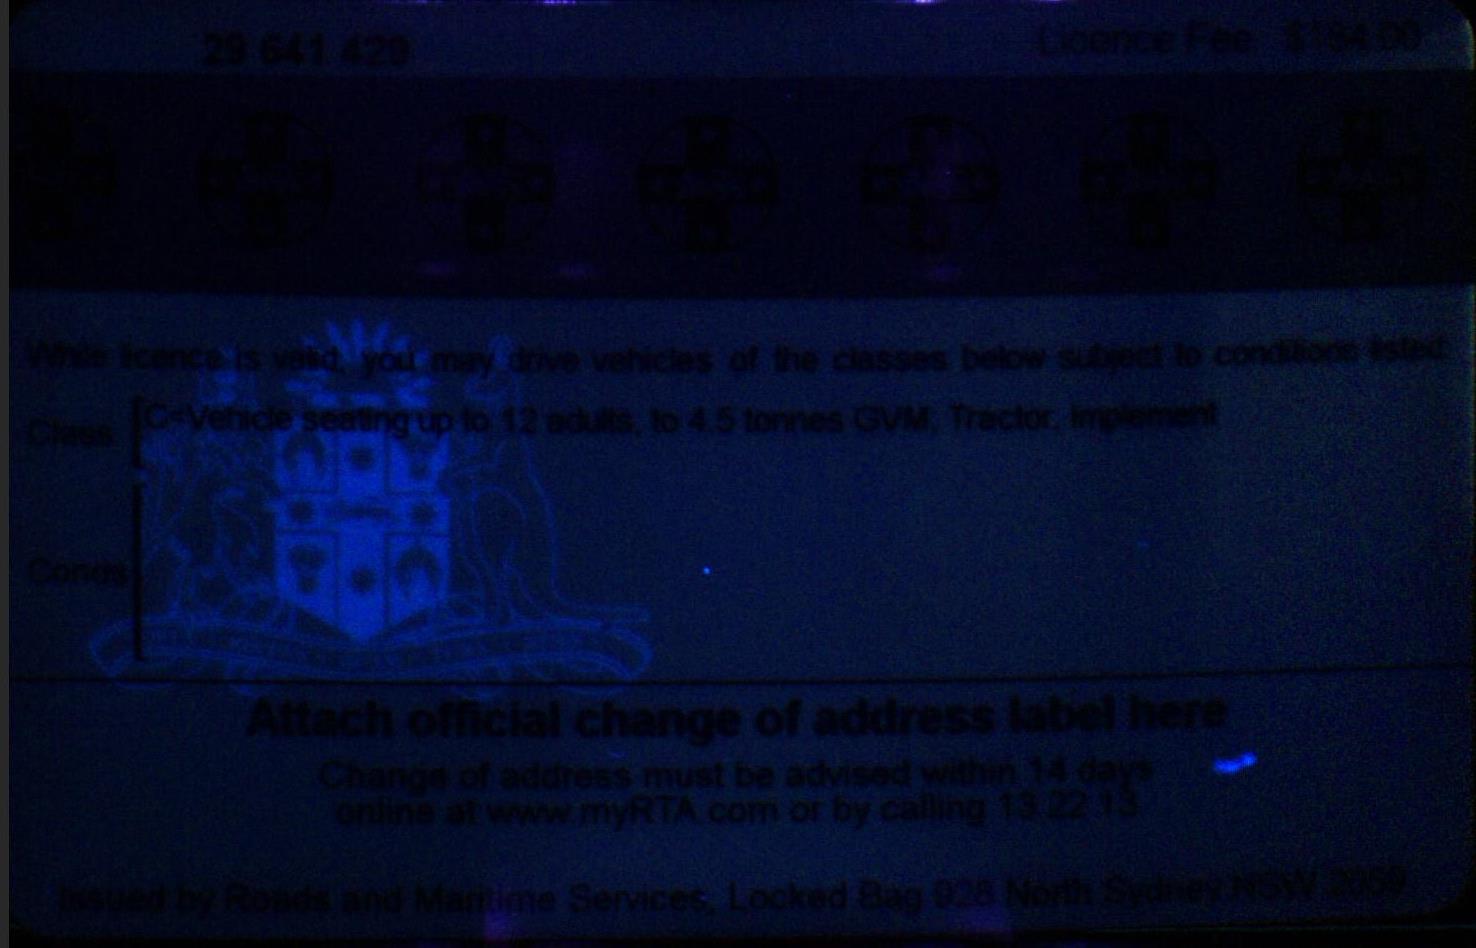 29 641 429 Licence Fee $184.00
While licence is valid, you may drive vehicles of the classes below subject to conditions listed:
Class C=Vehicle seating up to 12 adults, to 4.5 tonnes GVM; Tractor, Implement
Conds
Attach official change of address label here
Change of address must be advised within 14 days
online at www.myRTA.com or by calling 13 22 13
Issued by Roads and Maritime Services, Locked Bag 928 North Sydney NSW 2059